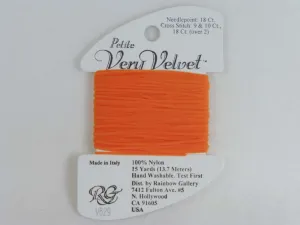 Needlepoint: 18 Ct.
Cross Stitch: 9 & 10 Ct.
18 Ct. (over 2)
Petite
Very Velvet
Made in Italy
100% Nylon
25 Yards (13.7 Meters)
Hand Washable, Test First
Dist. by Rainbow Gallery
7412 Fulton Ave. #5
N. Hollywood
CA 91605
USA
RG